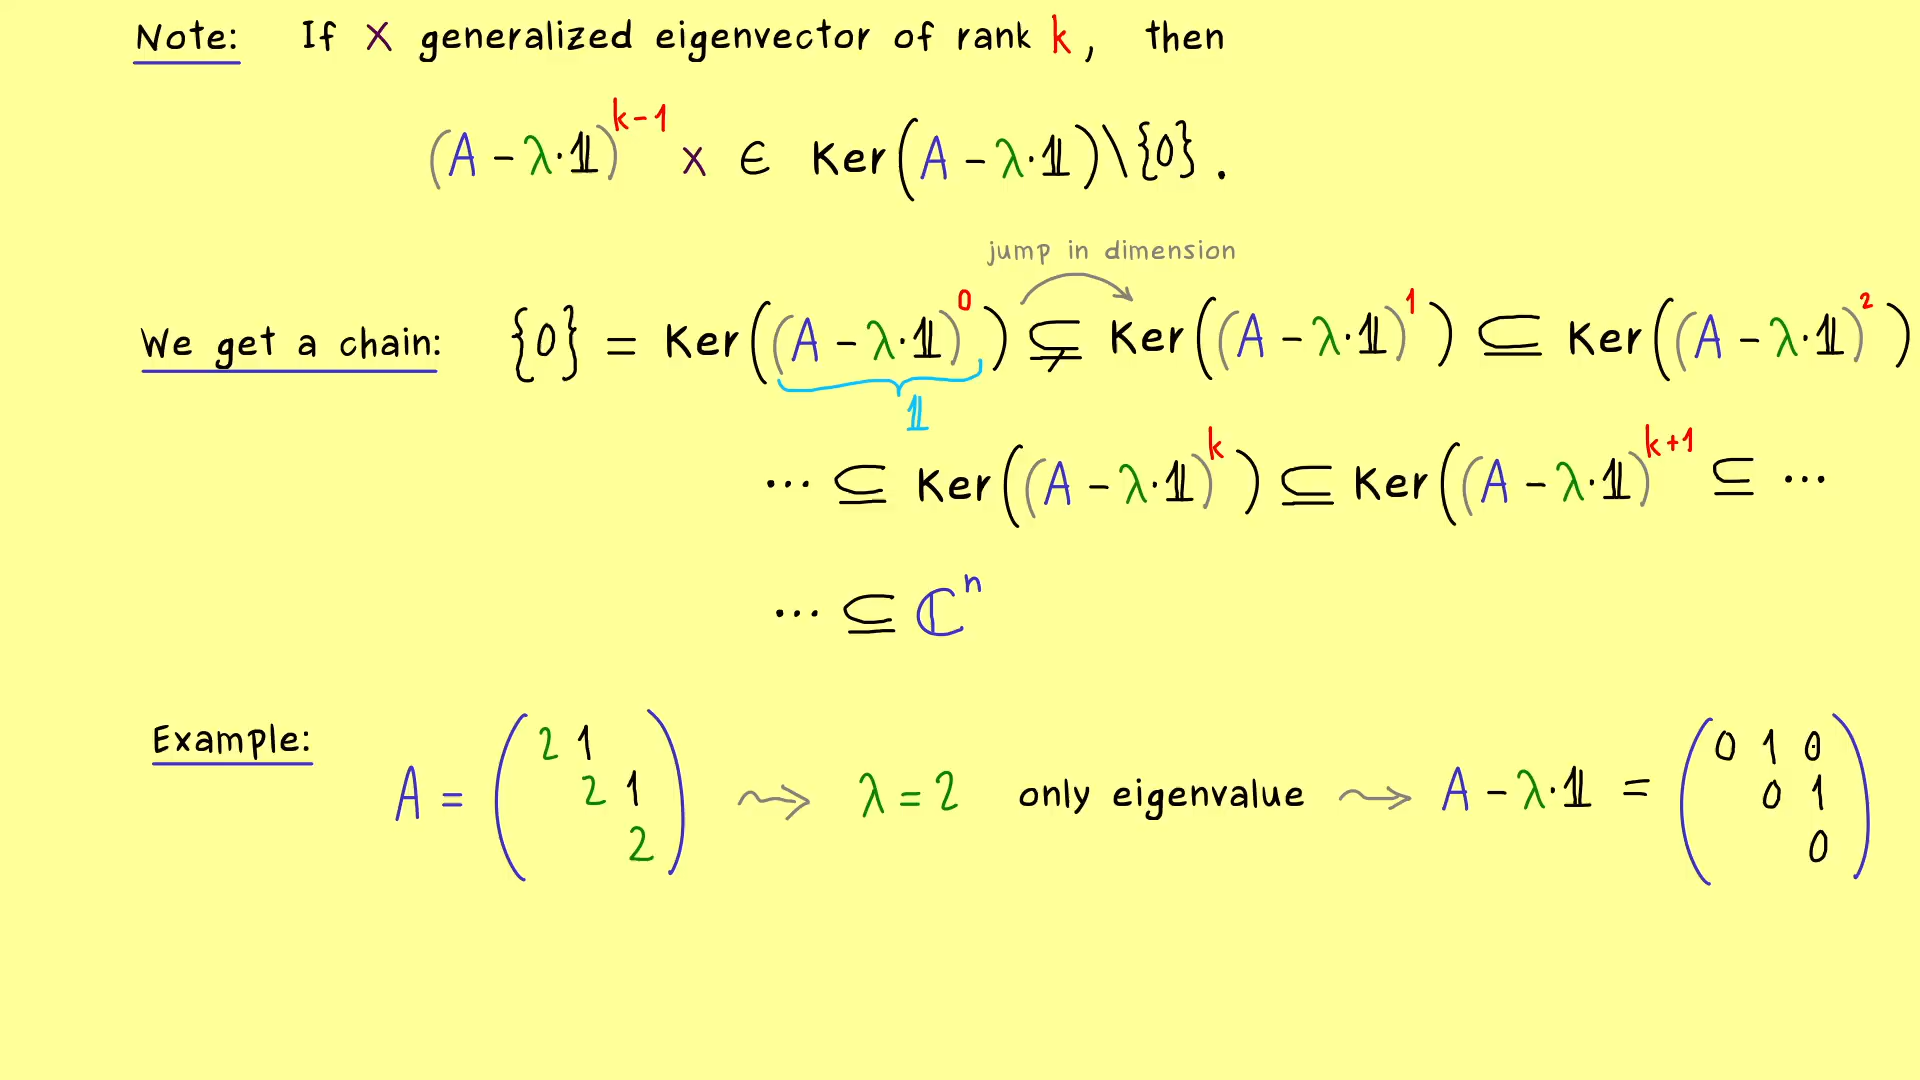 Note: If x generalized eigenvector of rank k, then
(A - λ·𝟙)^{k-1} x ∈ Ker(A - λ·𝟙)\{0}.
jump in dimension
We get a chain: {0} = Ker((A - λ·𝟙)^0) ⊊ Ker((A - λ·𝟙)^1) ⊆ Ker((A - λ·𝟙)^2)
𝟙
... ⊆ Ker((A - λ·𝟙)^k) ⊆ Ker((A - λ·𝟙)^{k+1} ⊆ ...
... ⊆ ℂ^n
Example: A = ( 2 1
2 1
2 ) ⇝ λ = 2 only eigenvalue ⇝ A - λ·𝟙 = ( 0 1 0
0 1
0 )